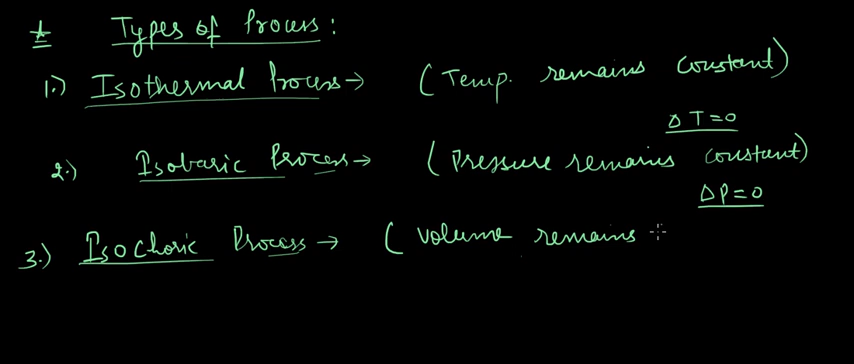 * Types of Process :
1.) Isothermal Process → (Temp. remains constant)
Δ T = 0
2.) Isobaric Process → (Pressure remains constant)
ΔP = 0
3.) Isochoric Process → ( Volume remains